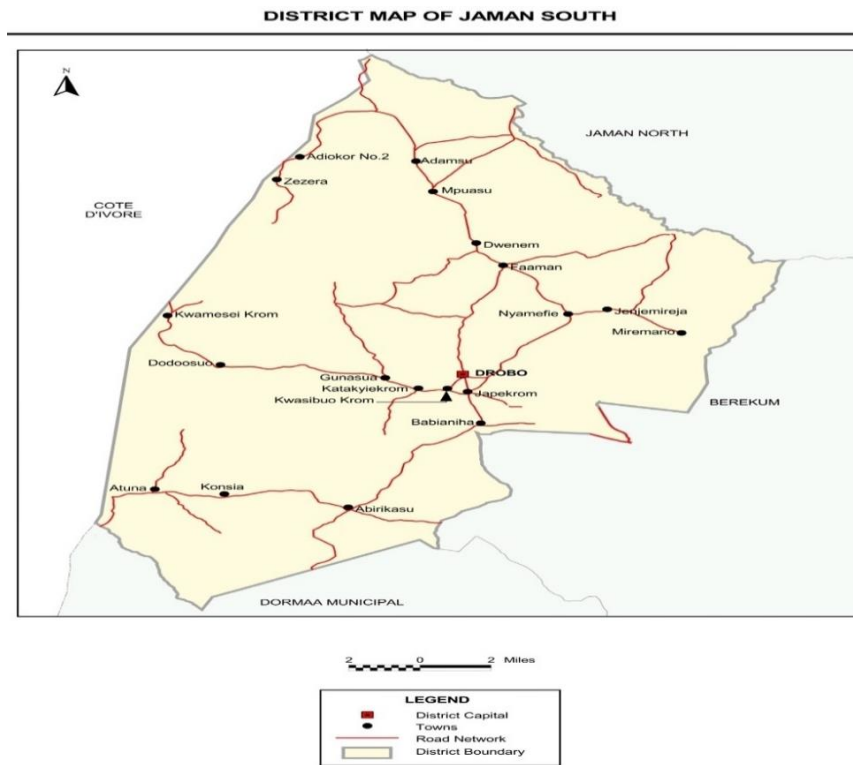 DISTRICT MAP OF JAMAN SOUTH
N
JAMAN NORTH
Adiokor No.2
Adamsu
Zezera
Mpuasu
COTE
D'IVORE
Dwenem
Faaman
Kwamesei Krom
Nyamefie
Jenjemireja
Miremano
Dodoosuo
Gunasua
DROBO
Katakyiekrom
Japekrom
Kwasibuo Krom
BEREKUM
Babianiha
Atuna
Konsia
Abirikasu
DORMAA MUNICIPAL
2 0 2 Miles
LEGEND
District Capital
Towns
Road Network
District Boundary